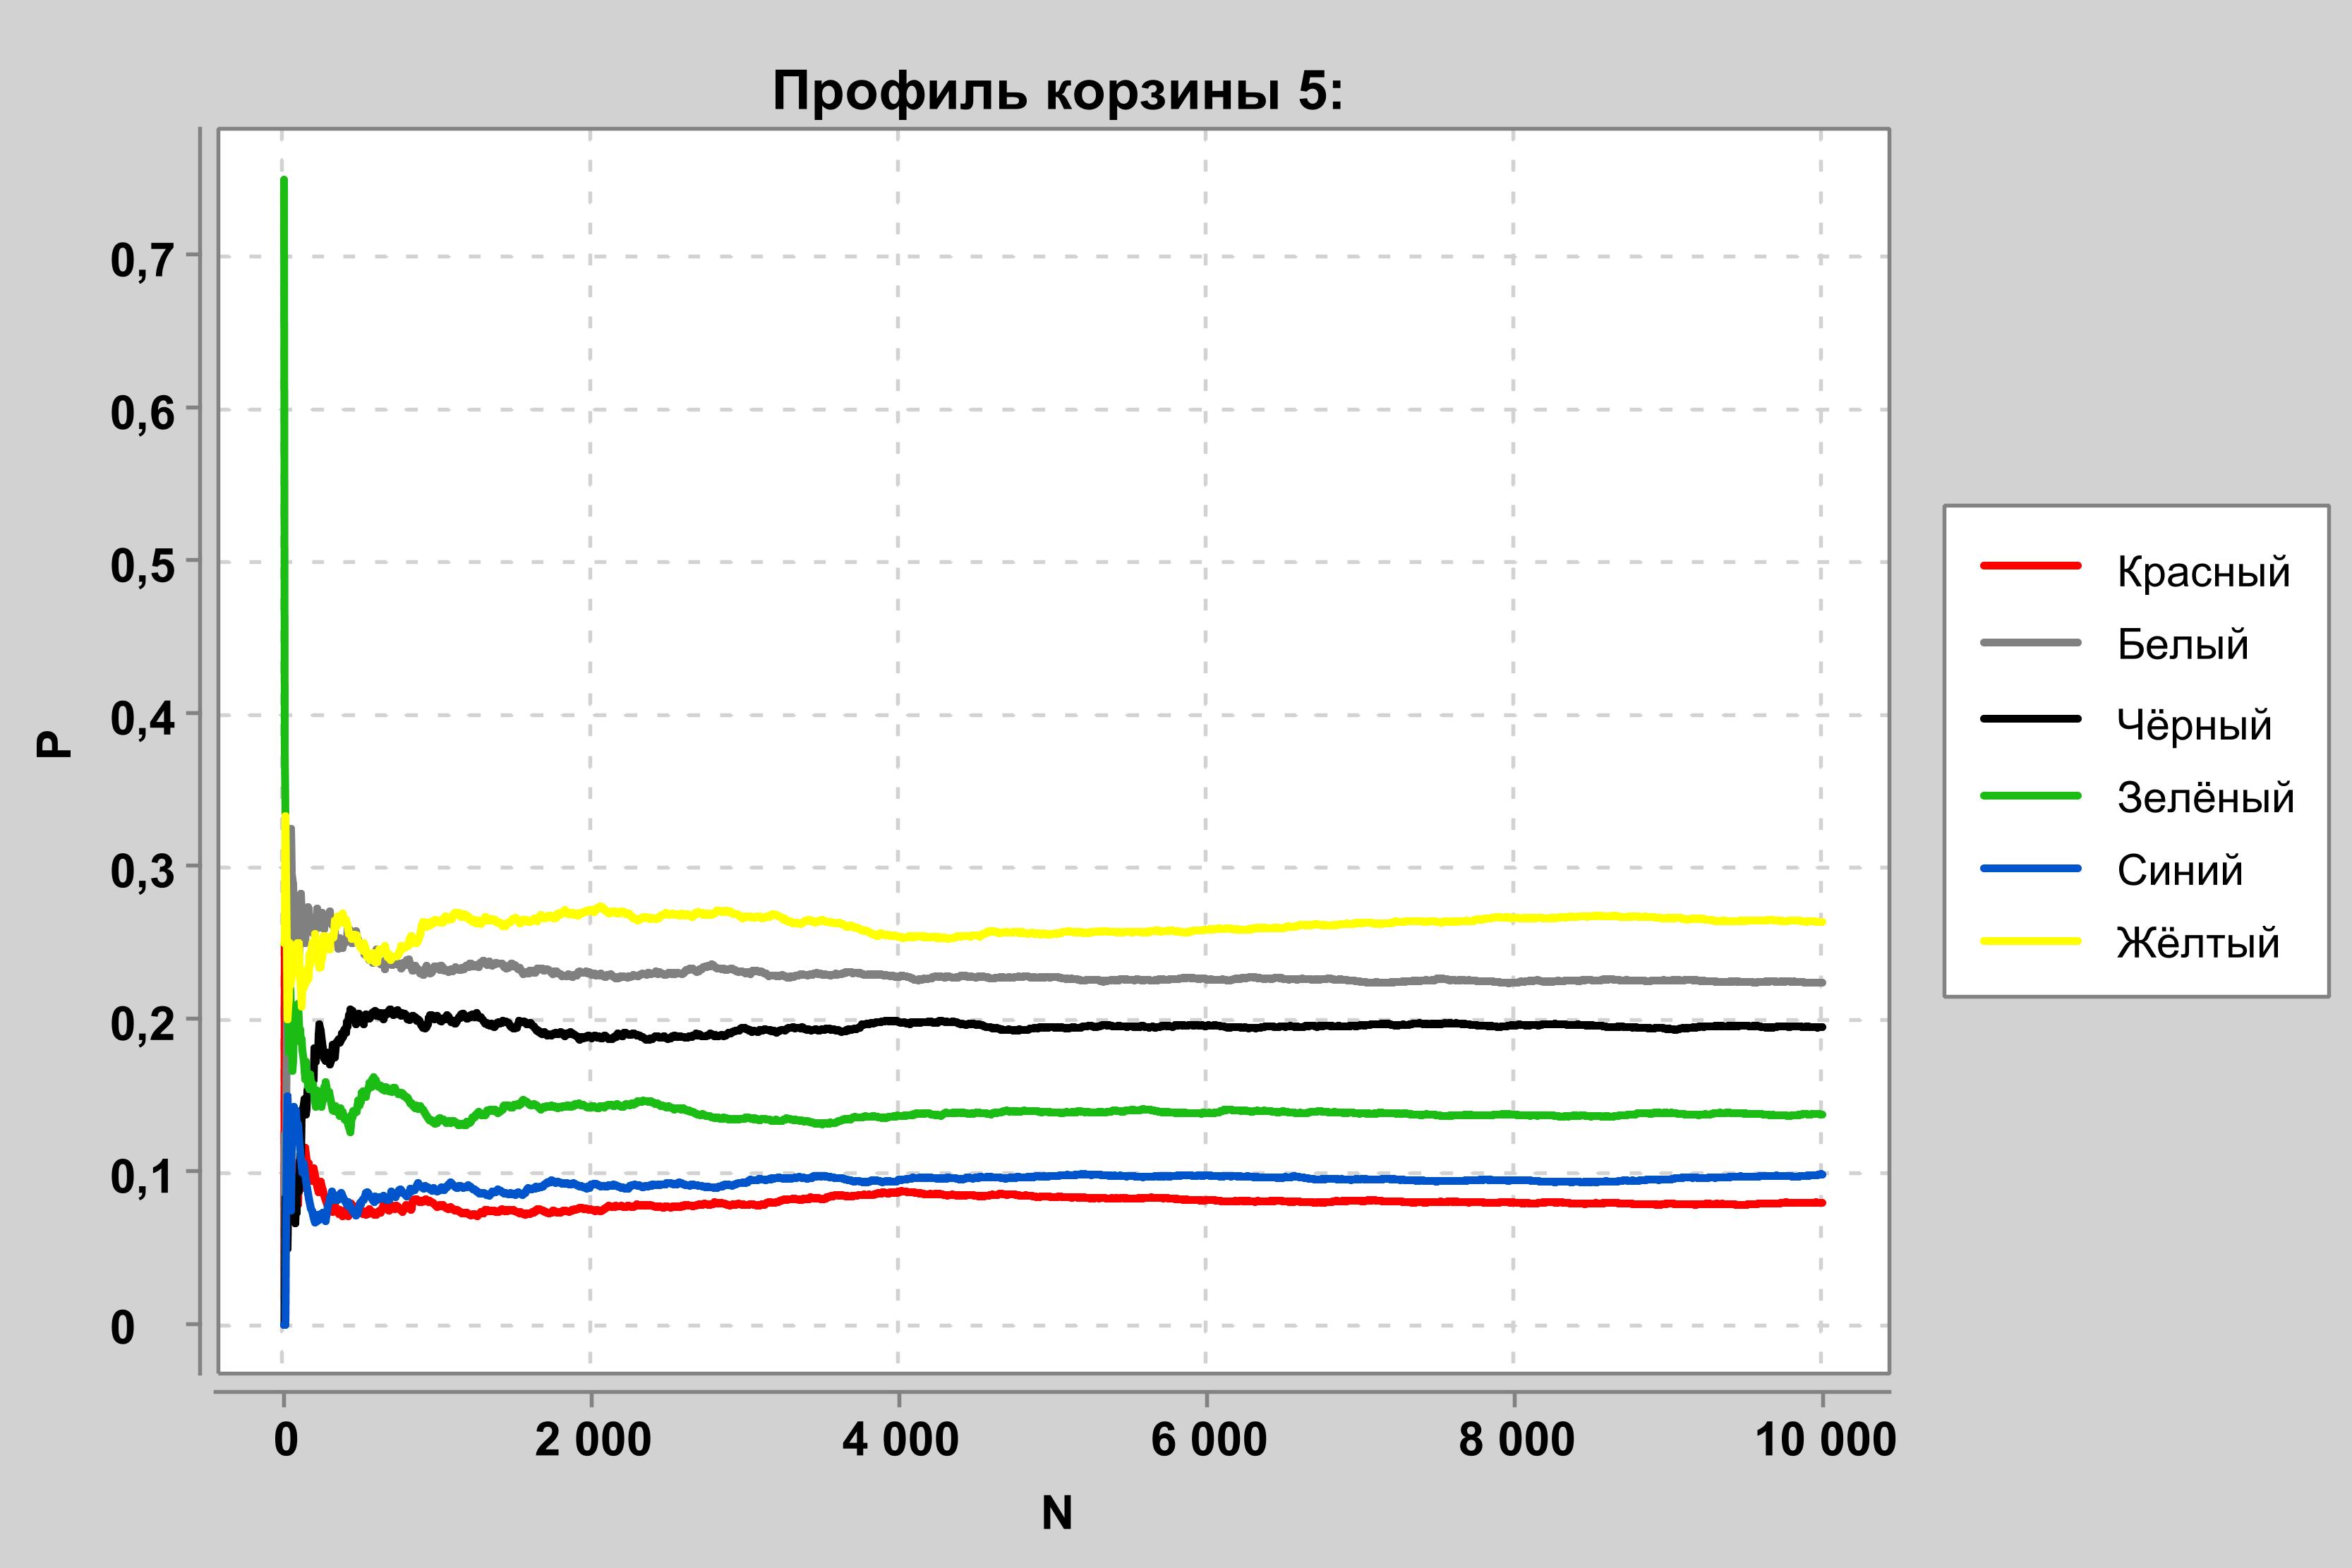 Профиль корзины 5:
0,7
0,6
0,5
0,4
0,3
0,2
0,1
0
P
0 2 000 4 000 6 000 8 000 10 000
N
Красный
Белый
Чёрный
Зелёный
Синий
Жёлтый